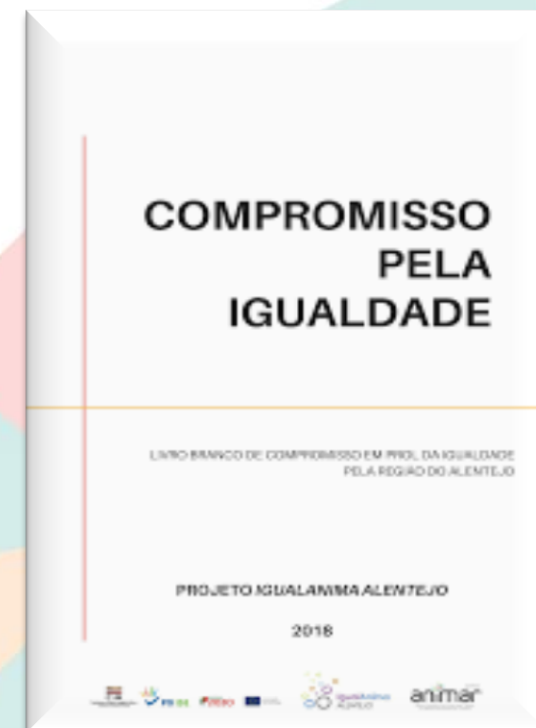 COMPROMISSO
PELA
IGUALDADE
LIVRO BRANCO DE COMPROMISSO EM PROL DA IGUALDADE
PELA REGIÃO DO ALENTEJO
PROJETO IGUALANIMA ALENTEJO
2018
animar